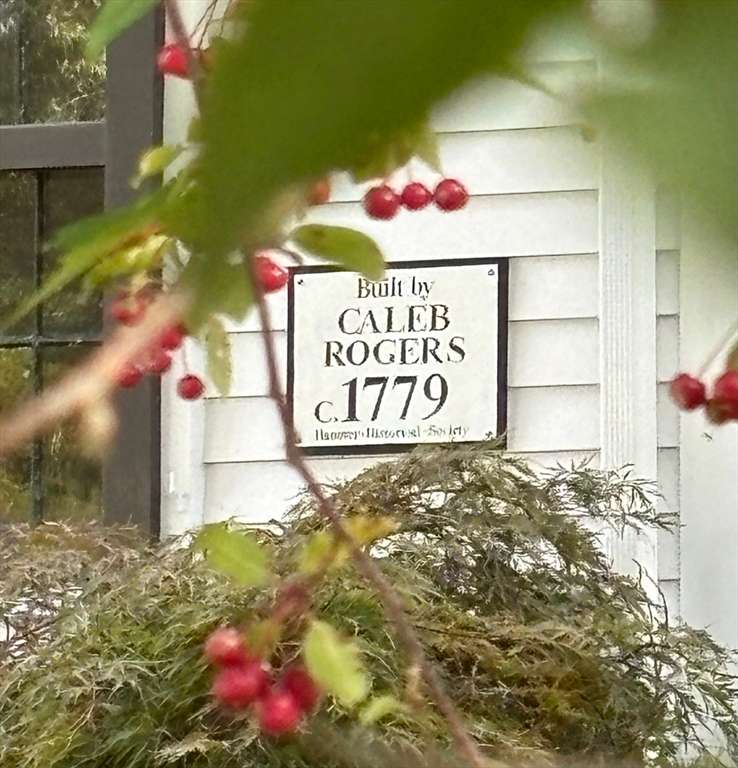 Built by
CALEB
ROGERS
C.1779
Hanover Historical Society